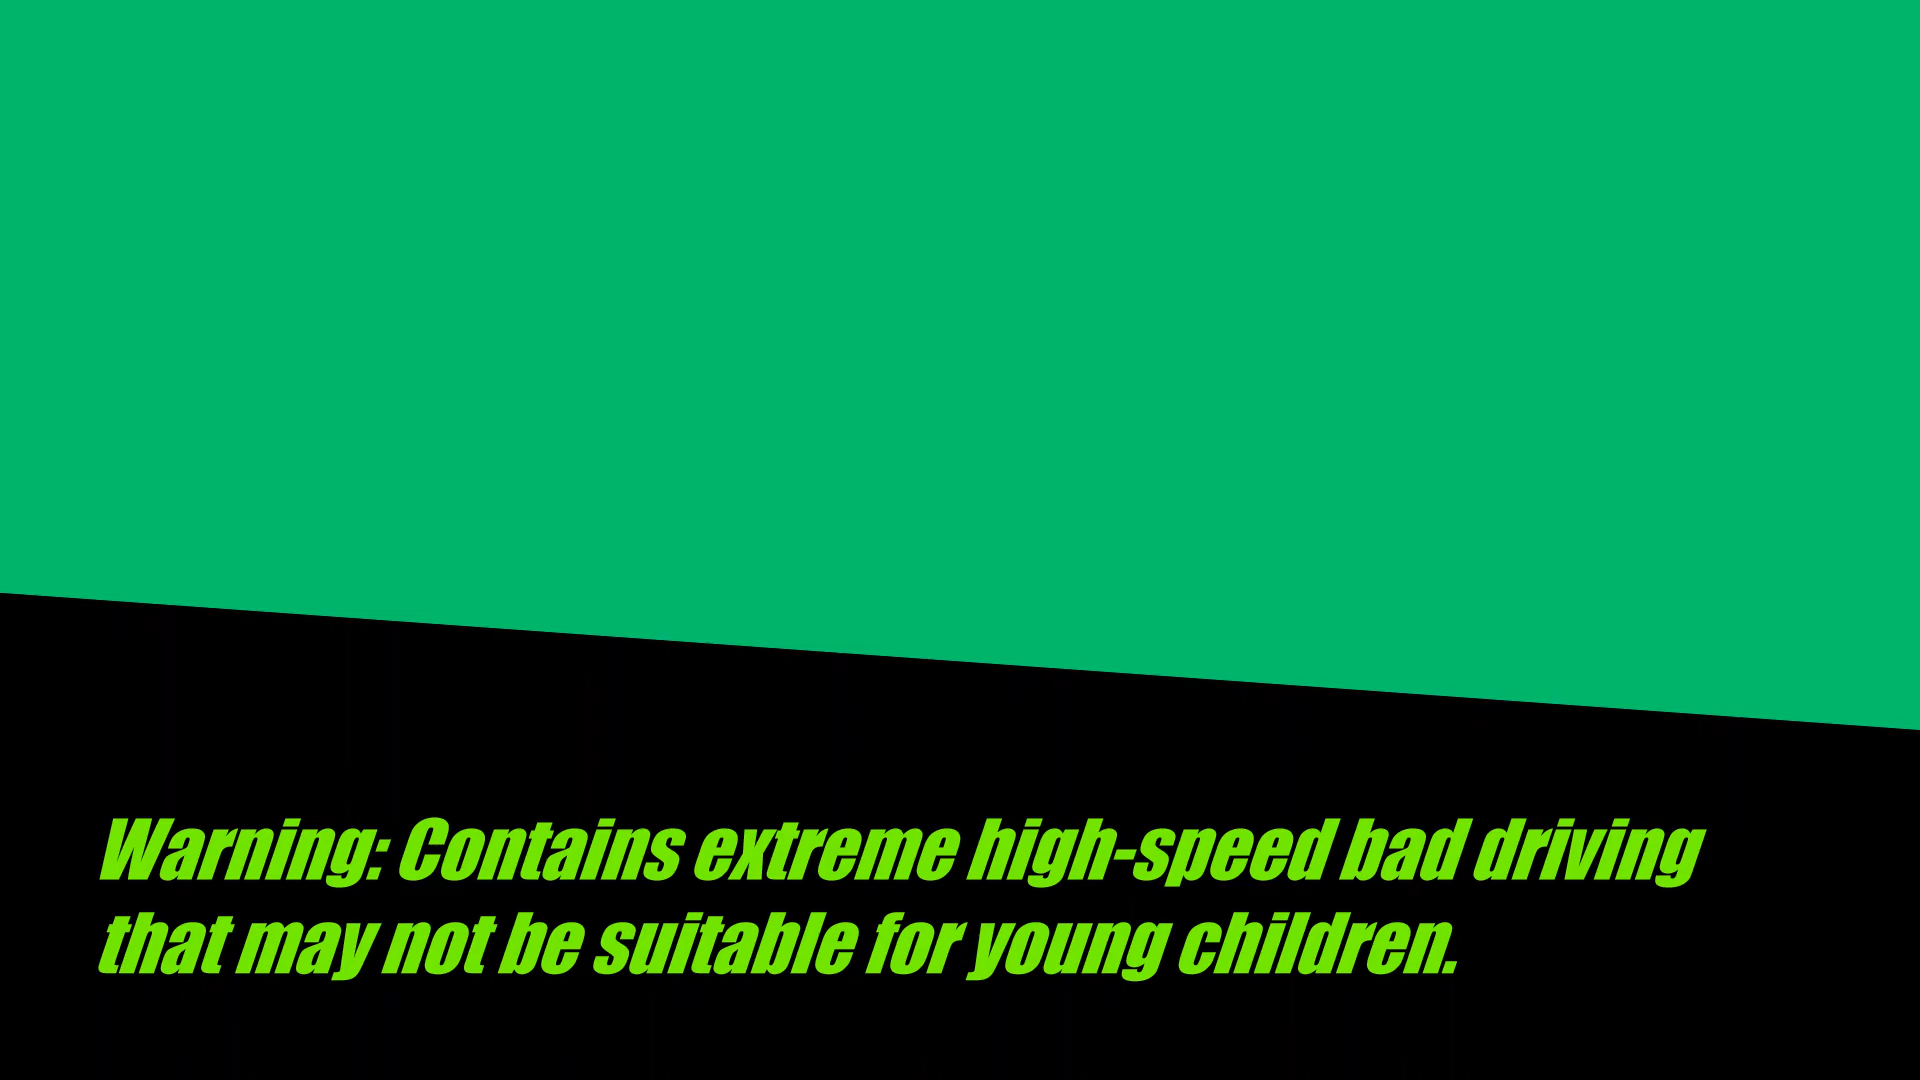 Warning: Contains extreme high-speed bad driving
that may not be suitable for young children.